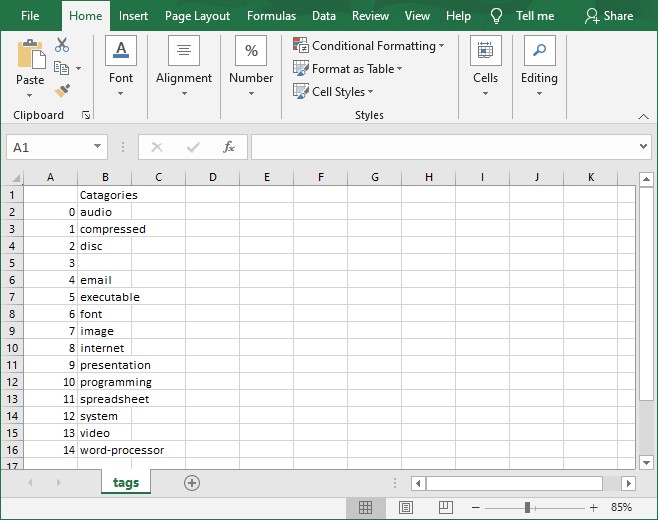 File Home Insert Page Layout Formulas Data Review View Help Tell me Share
Paste Font Alignment Number Conditional Formatting Format as Table Cell Styles Cells Editing
Clipboard Styles
A1 fx
A B C D E F G H I J K
1 Catagories
2 0 audio
3 1 compressed
4 2 disc
5 3
6 4 email
7 5 executable
8 6 font
9 7 image
10 8 internet
11 9 presentation
12 10 programming
13 11 spreadsheet
14 12 system
15 13 video
16 14 word-processor
17
tags
85%